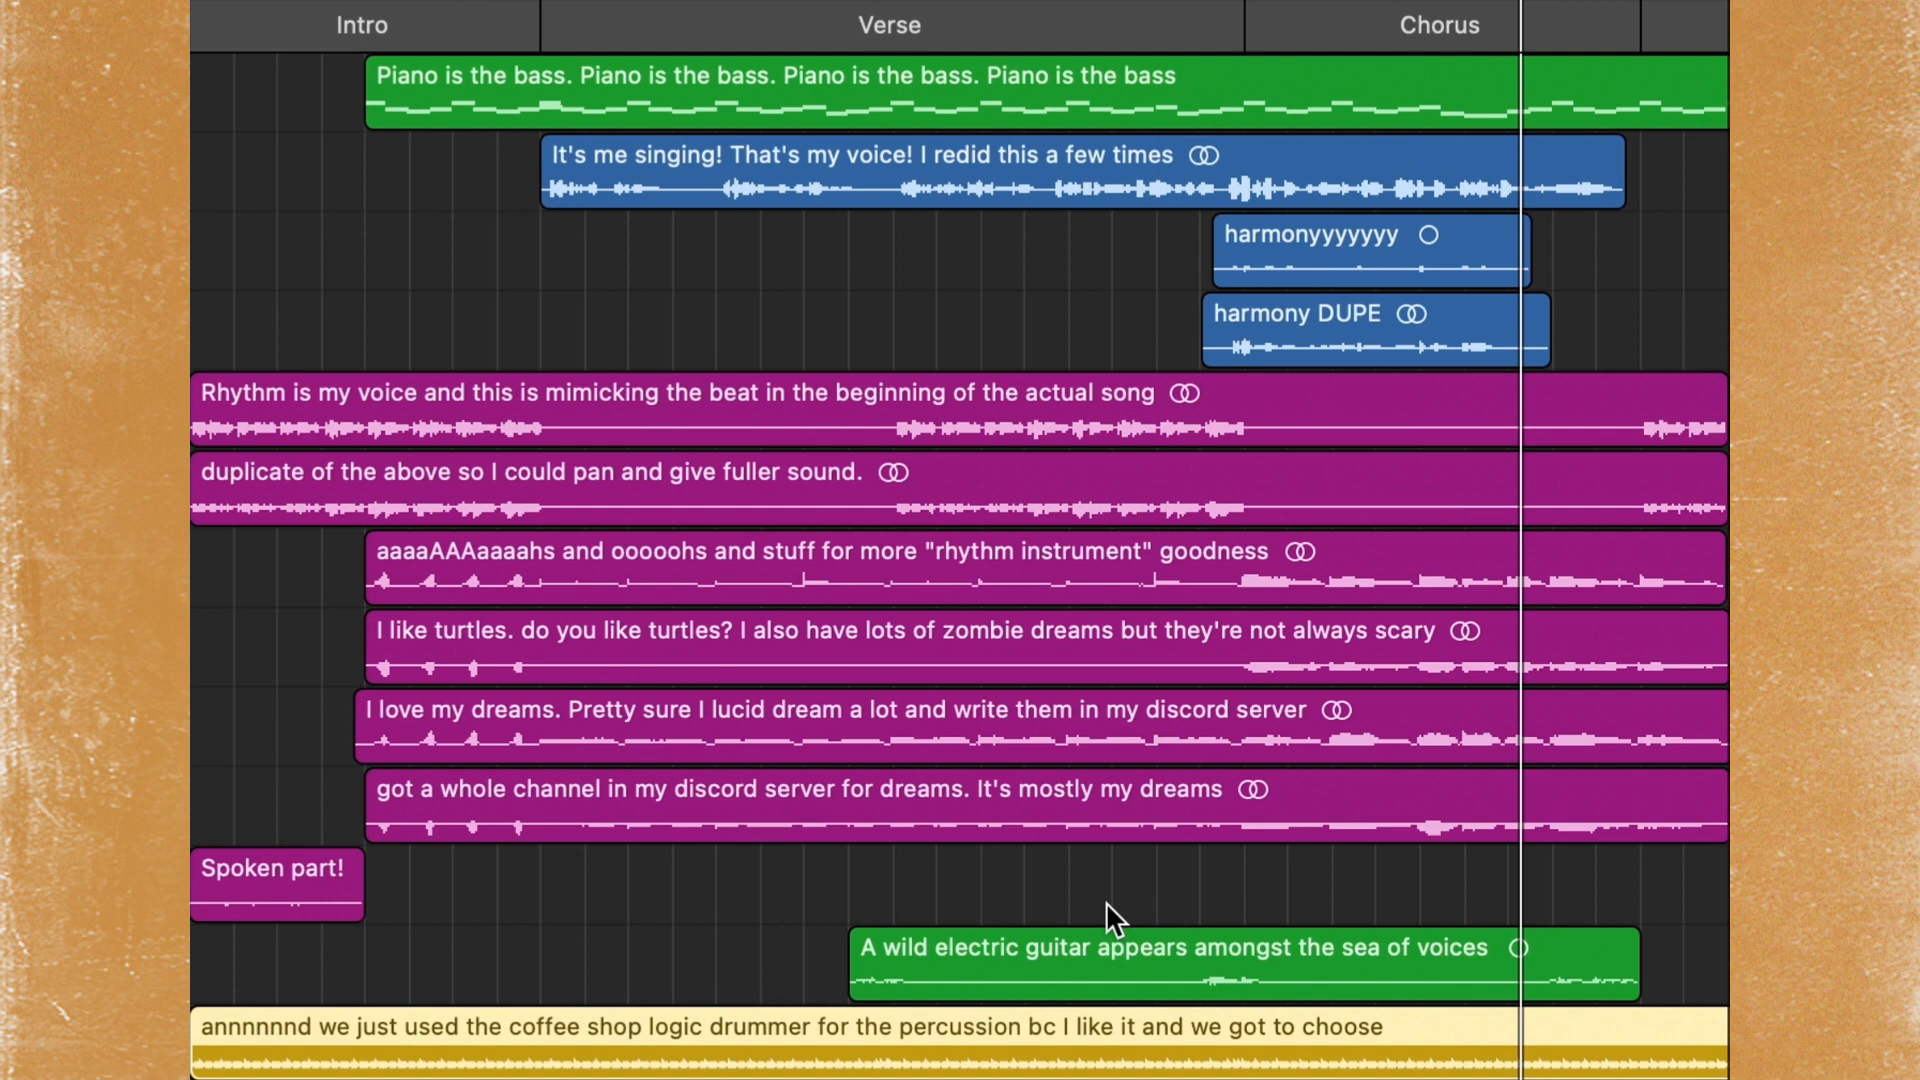 Intro Verse Chorus
Piano is the bass. Piano is the bass. Piano is the bass. Piano is the bass
It's me singing! That's my voice! I redid this a few times
harmonyyyyyyy
harmony DUPE
Rhythm is my voice and this is mimicking the beat in the beginning of the actual song
duplicate of the above so I could pan and give fuller sound.
aaaaAAAaaaahs and ooooohs and stuff for more "rhythm instrument" goodness
I like turtles. do you like turtles? I also have lots of zombie dreams but they're not always scary
I love my dreams. Pretty sure I lucid dream a lot and write them in my discord server
got a whole channel in my discord server for dreams. It's mostly my dreams
Spoken part!
A wild electric guitar appears amongst the sea of voices
annnnnnd we just used the coffee shop logic drummer for the percussion bc I like it and we got to choose